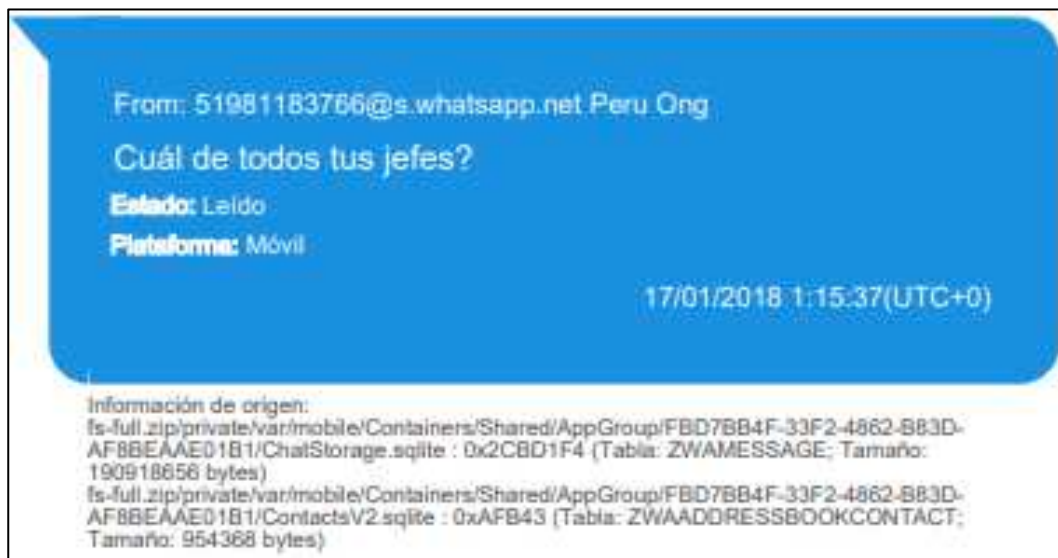 From: 51981183766@s.whatsapp.net Peru Ong
Cuál de todos tus jefes?
Estado: Leído
Plataforma: Móvil
17/01/2018 1:15:37(UTC+0)
Información de origen:
fs-full.zip/private/var/mobile/Containers/Shared/AppGroup/FBD7BB4F-33F2-4862-B83D-
AF8BEAAE01B1/ChatStorage.sqlite : 0x2CBD1F4 (Tabla: ZWAMESSAGE; Tamaño:
190918656 bytes)
fs-full.zip/private/var/mobile/Containers/Shared/AppGroup/FBD7BB4F-33F2-4862-B83D-
AF8BEAAE01B1/ContactsV2.sqlite : 0xAFB43 (Tabla: ZWAADDRESSBOOKCONTACT;
Tamaño: 954368 bytes)